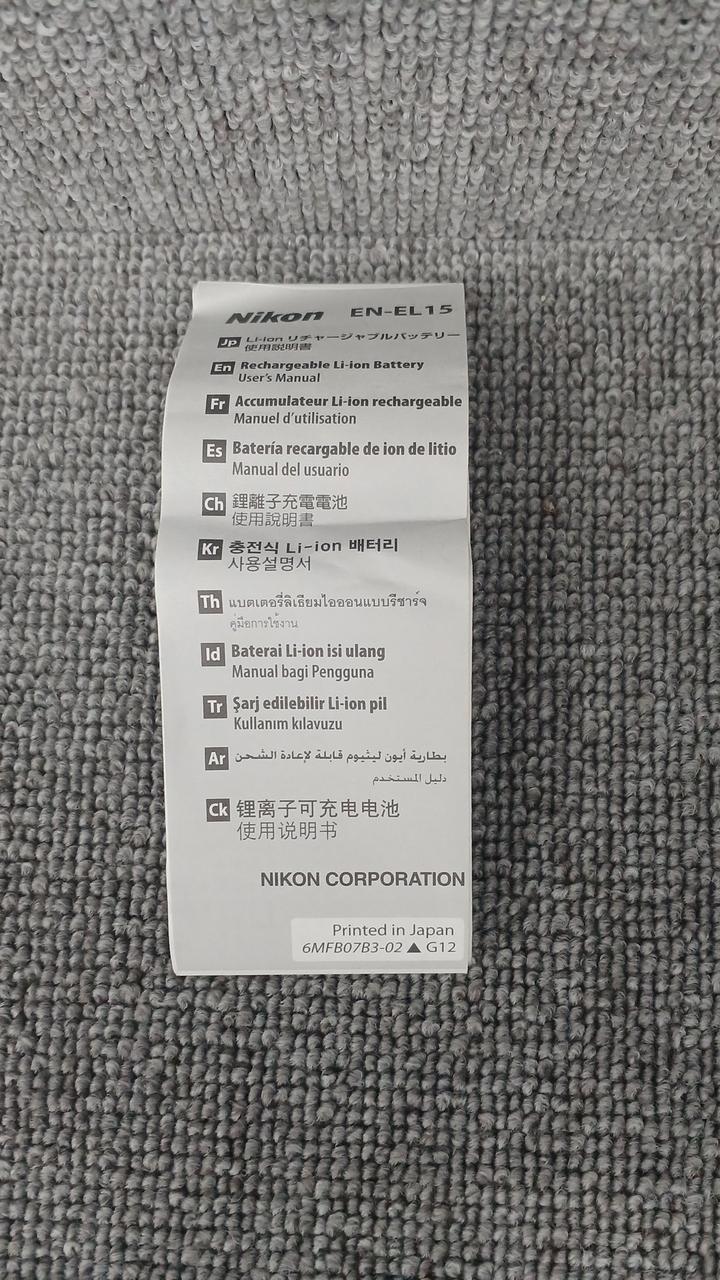 Nikon EN-EL15
Jp Li-ion リチャージャブルバッテリー
使用説明書
En Rechargeable Li-ion Battery
User's Manual
Fr Accumulateur Li-ion rechargeable
Manuel d'utilisation
Es Batería recargable de ion de litio
Manual del usuario
Ch 鋰離子充電電池
使用說明書
Kr 충전식 Li-ion 배터리
사용설명서
Th แบตเตอรี่ลิเธียมไอออนแบบรีชาร์จ
คู่มือการใช้งาน
Id Baterai Li-ion isi ulang
Manual bagi Pengguna
Tr Şarj edilebilir Li-ion pil
Kullanım kılavuzu
Ar بطارية أيون ليثيوم قابلة لإعادة الشحن
دليل المستخدم
Ck 锂离子可充电电池
使用说明书
NIKON CORPORATION
Printed in Japan
6MFB07B3-02 ▲ G12